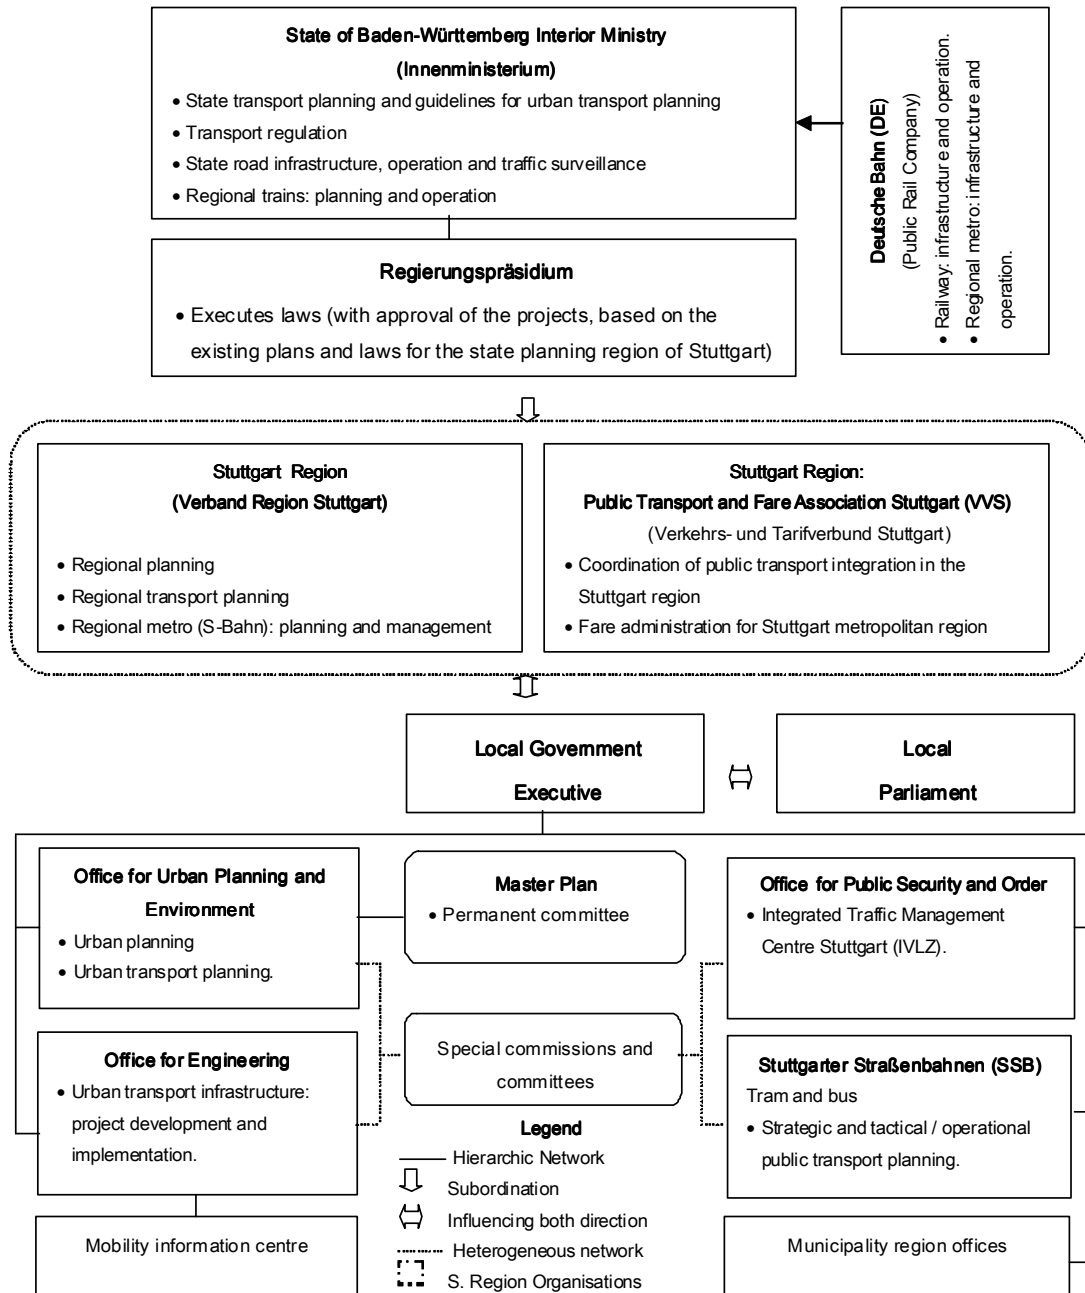 State of Baden-Württemberg Interior Ministry
(Innenministerium)
• State transport planning and guidelines for urban transport planning
• Transport regulation
• State road infrastructure, operation and traffic surveillance
• Regional trains: planning and operation
Deutsche Bahn (DE)
(Public Rail Company)
• Railway: infrastructure and operation.
• Regional metro: infrastructure and
operation.
Regierungspräsidium
• Executes laws (with approval of the projects, based on the
existing plans and laws for the state planning region of Stuttgart)
Stuttgart Region
(Verband Region Stuttgart)
• Regional planning
• Regional transport planning
• Regional metro (S-Bahn): planning and management
Stuttgart Region:
Public Transport and Fare Association Stuttgart (VVS)
(Verkehrs- und Tarifverbund Stuttgart)
• Coordination of public transport integration in the
Stuttgart region
• Fare administration for Stuttgart metropolitan region
Local Government
Executive
Local
Parliament
Office for Urban Planning and
Environment
• Urban planning
• Urban transport planning.
Master Plan
• Permanent committee
Office for Public Security and Order
• Integrated Traffic Management
Centre Stuttgart (IVLZ).
Office for Engineering
• Urban transport infrastructure:
project development and
implementation.
Special commissions and
committees
Stuttgarter Straßenbahnen (SSB)
Tram and bus
• Strategic and tactical / operational
public transport planning.
Legend
Hierarchic Network
Subordination
Influencing both direction
Heterogeneous network
S. Region Organisations
Mobility information centre
Municipality region offices